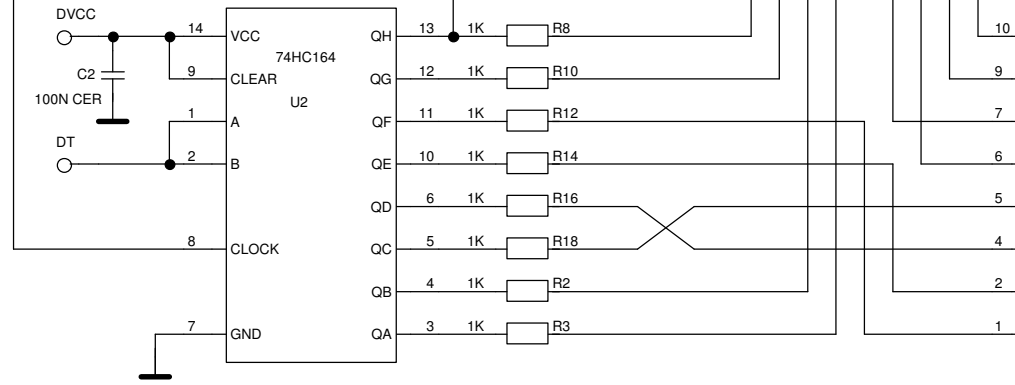 DVCC
14 VCC QH 13 1K R8 10
74HC164
C2 9 CLEAR QG 12 1K R10 9
100N CER U2
1 A QF 11 1K R12 7
DT
2 B QE 10 1K R14 6
QD 6 1K R16 5
8 CLOCK QC 5 1K R18 4
QB 4 1K R2 2
7 GND QA 3 1K R3 1